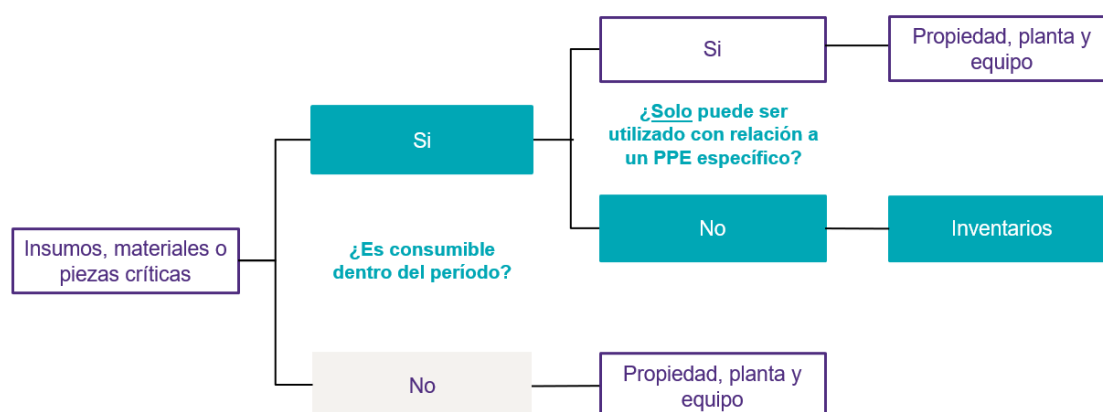 Insumos, materiales o
piezas críticas
¿Es consumible
dentro del período?
Si
¿Solo puede ser
utilizado con relación a
un PPE específico?
Si
Propiedad, planta y
equipo
No
Inventarios
No
Propiedad, planta y
equipo